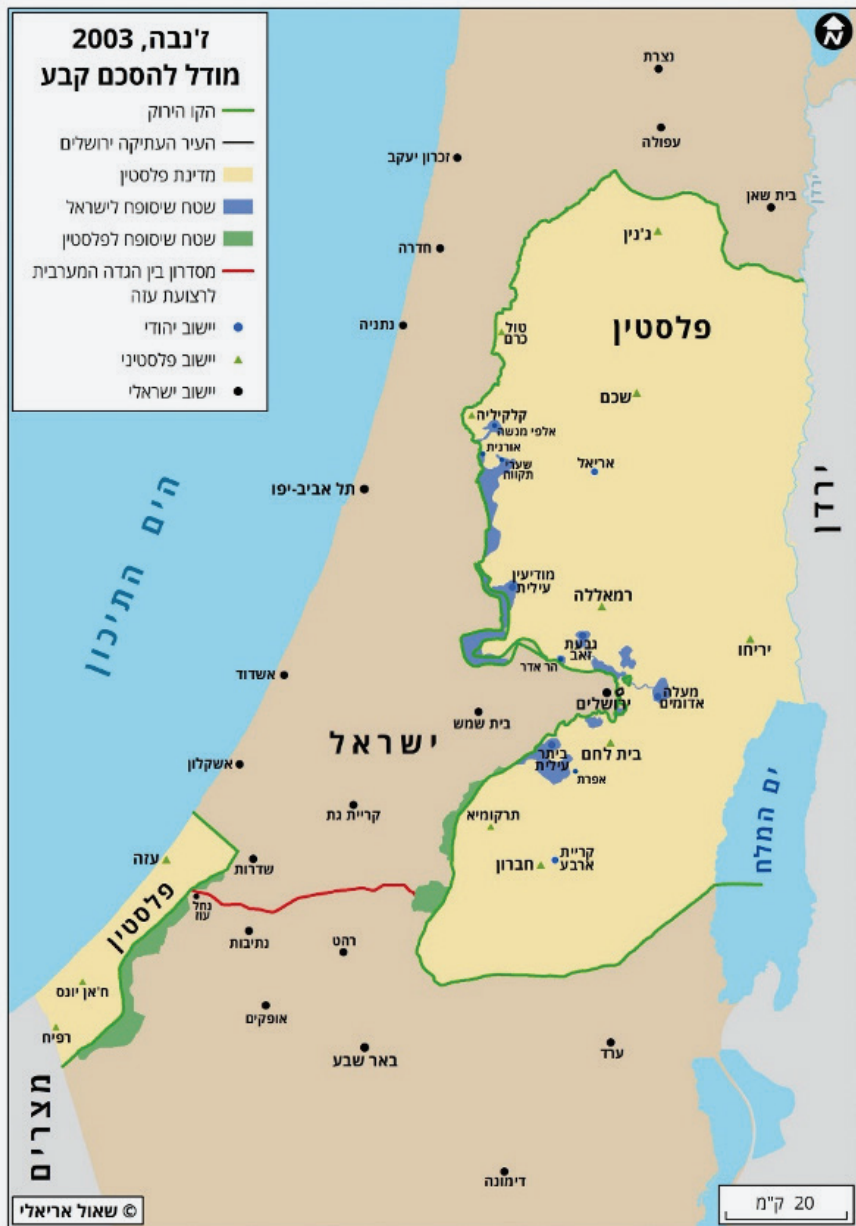 ז'נבה, 2003
מודל להסכם קבע
הקו הירוק
העיר העתיקה ירושלים
מדינת פלסטין
שטח שיסופח לישראל
שטח שיסופח לפלסטין
מסדרון בין הגדה המערבית
לרצועת עזה
יישוב יהודי
יישוב פלסטיני
יישוב ישראלי
N
נצרת
עפולה
זכרון יעקב
בית שאן
ירדן
ג'נין
חדרה
נתניה
טול
כרם
פלסטין
שכם
קלקיליה
אלפי מנשה
אורנית
שערי
תקווה
אריאל
תל אביב-יפו
ירדן
הים התיכון
מודיעין
עילית
רמאללה
גבעת
זאב
יריחו
הר אדר
מעלה
אדומים
ירושלים
אשדוד
בית שמש
ישראל
בית לחם
ביתר
עילית
אפרת
אשקלון
ים המלח
קריית גת
תרקומיא
קריית
ארבע
חברון
עזה
שדרות
פלסטין
נחל
עוז
נתיבות
רהט
ח'אן יונס
אופקים
רפיח
באר שבע
ערד
מצרים
דימונה
© שאול אריאלי
20 ק"מ